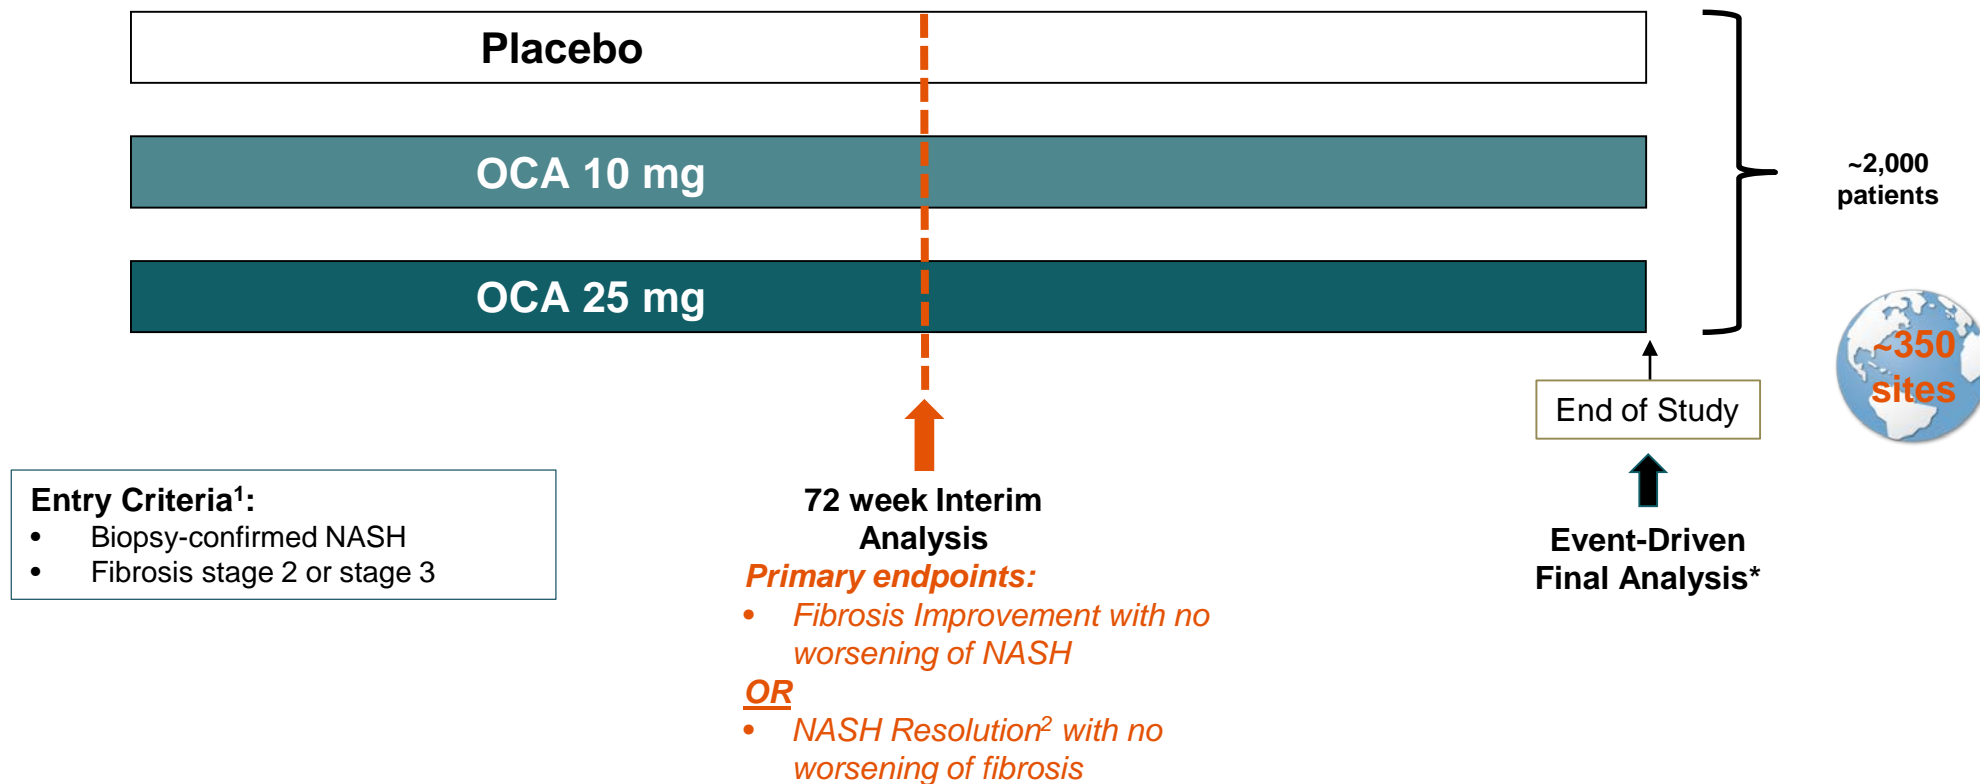 Placebo
OCA 10 mg
OCA 25 mg
~2,000
patients
~350
sites
End of Study
Entry Criteria¹:
• Biopsy-confirmed NASH
• Fibrosis stage 2 or stage 3
72 week Interim
Analysis
Primary endpoints:
• Fibrosis Improvement with no
worsening of NASH
OR
• NASH Resolution² with no
worsening of fibrosis
Event-Driven
Final Analysis*